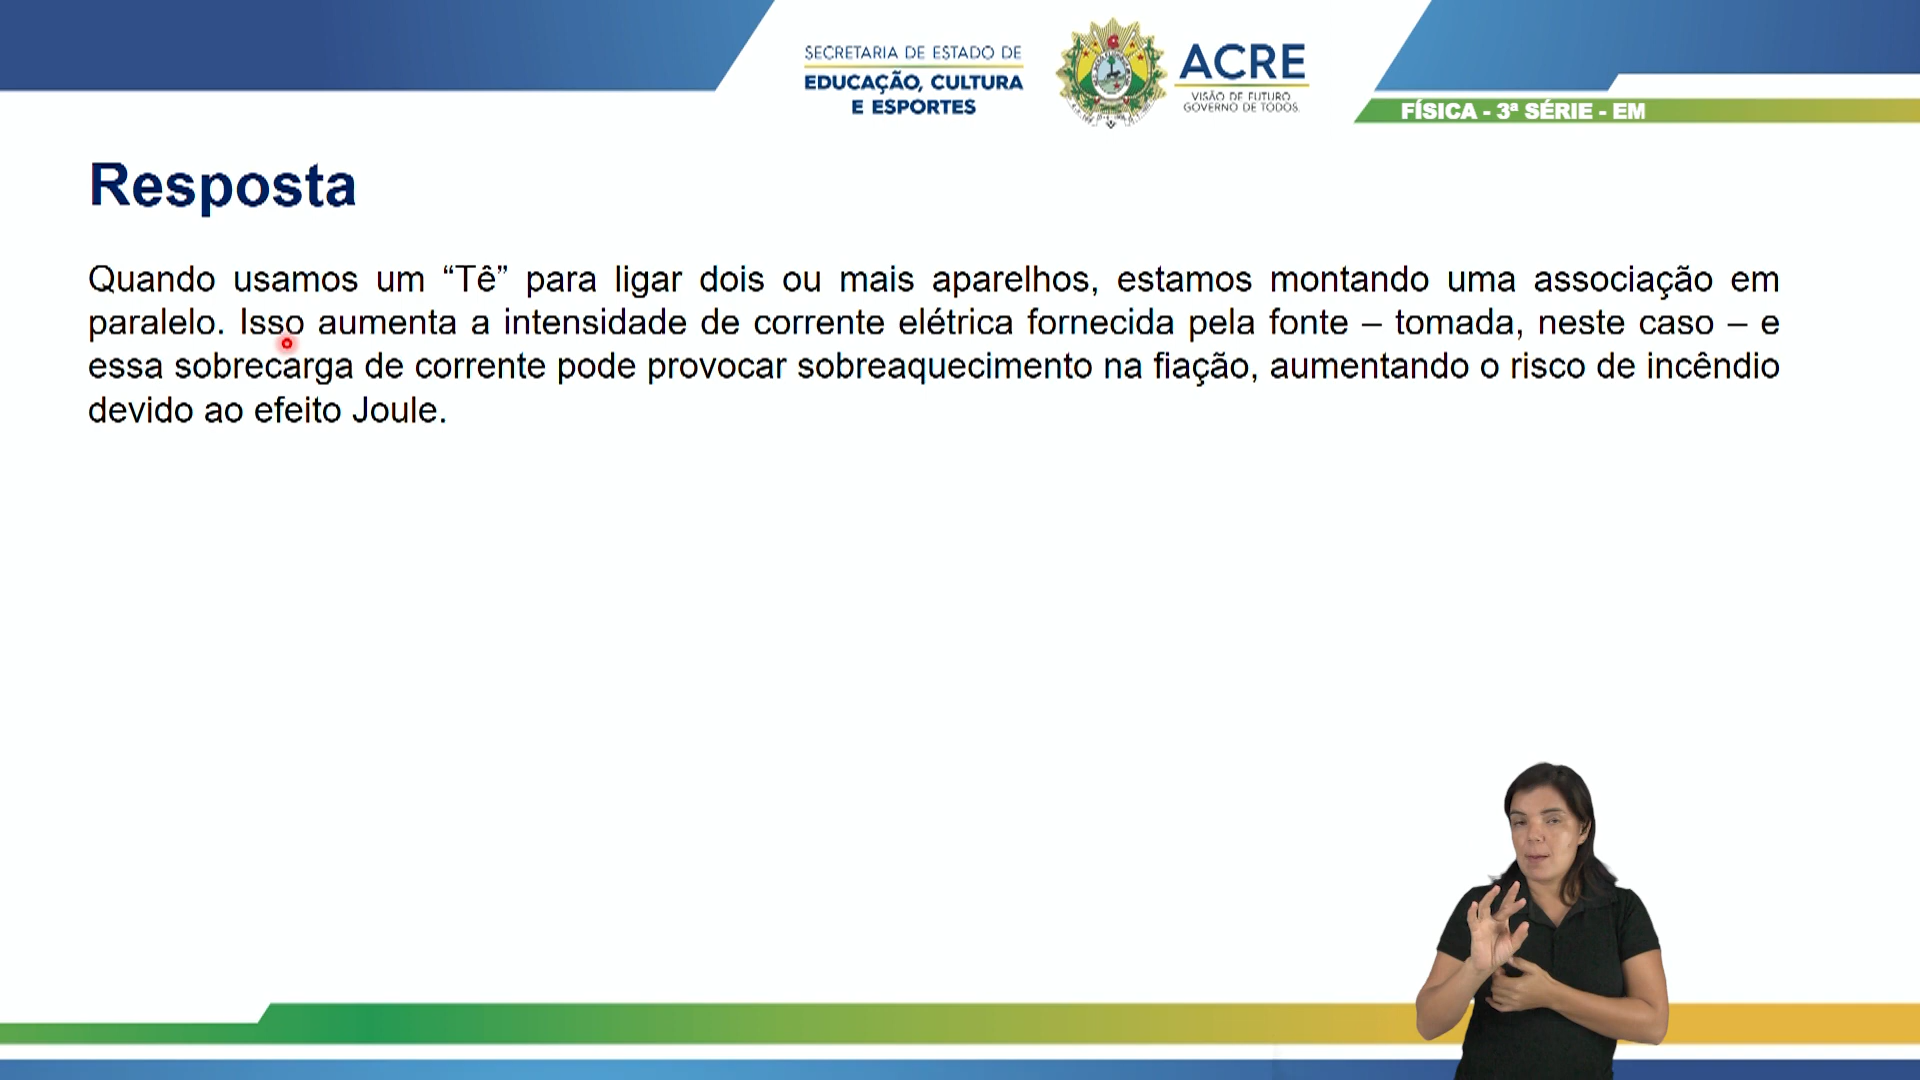 SECRETARIA DE ESTADO DE
EDUCAÇÃO, CULTURA
E ESPORTES
ACRE
VISÃO DE FUTURO
GOVERNO DE TODOS.
FÍSICA - 3ª SÉRIE - EM
Resposta
Quando usamos um “Tê” para ligar dois ou mais aparelhos, estamos montando uma associação em
paralelo. Isso aumenta a intensidade de corrente elétrica fornecida pela fonte – tomada, neste caso – e
essa sobrecarga de corrente pode provocar sobreaquecimento na fiação, aumentando o risco de incêndio
devido ao efeito Joule.